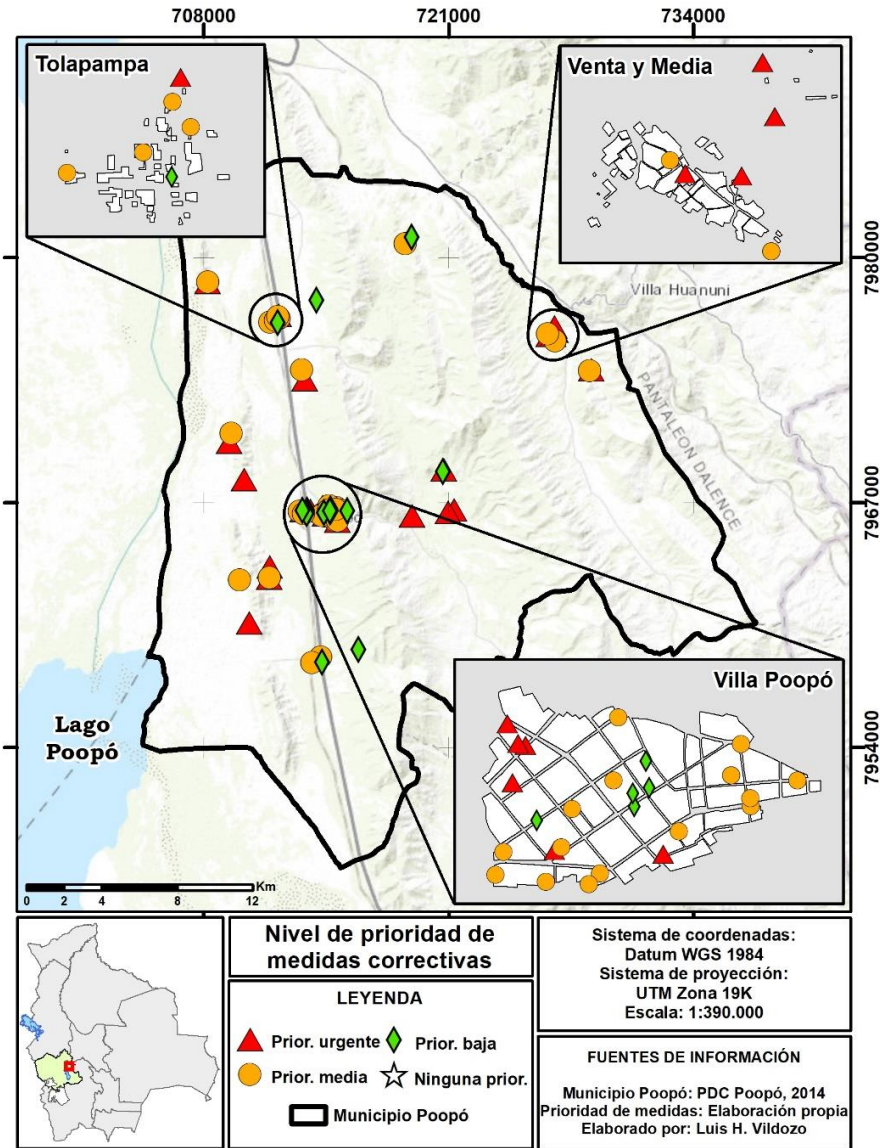 708000 721000 734000
Tolapampa
Venta y Media
7980000
Villa Huanuni
PANTALEON DALENCE
7967000
Villa Poopó
Lago
Poopó
7954000
Km
0 2 4 8 12
Nivel de prioridad de
medidas correctivas
LEYENDA
Prior. urgente Prior. baja
Prior. media Ninguna prior.
Municipio Poopó
Sistema de coordenadas:
Datum WGS 1984
Sistema de proyección:
UTM Zona 19K
Escala: 1:390.000
FUENTES DE INFORMACIÓN
Municipio Poopó: PDC Poopó, 2014
Prioridad de medidas: Elaboración propia
Elaborado por: Luis H. Vildozo